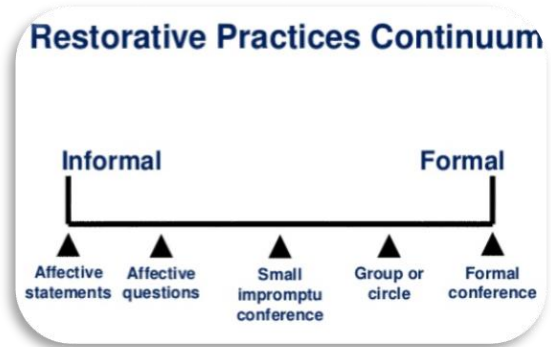 Restorative Practices Continuum
Informal
Formal
Affective
statements
Affective
questions
Small
impromptu
conference
Group or
circle
Formal
conference